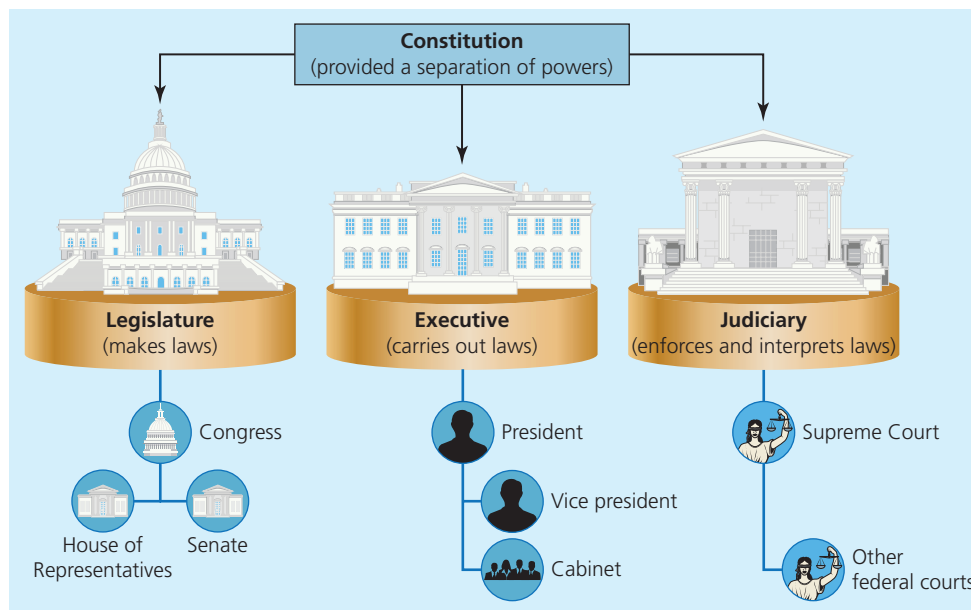 Constitution
(provided a separation of powers)
Legislature
(makes laws)
Executive
(carries out laws)
Judiciary
(enforces and interprets laws)
Congress
House of
Representatives
Senate
President
Vice president
Cabinet
Supreme Court
Other
federal courts